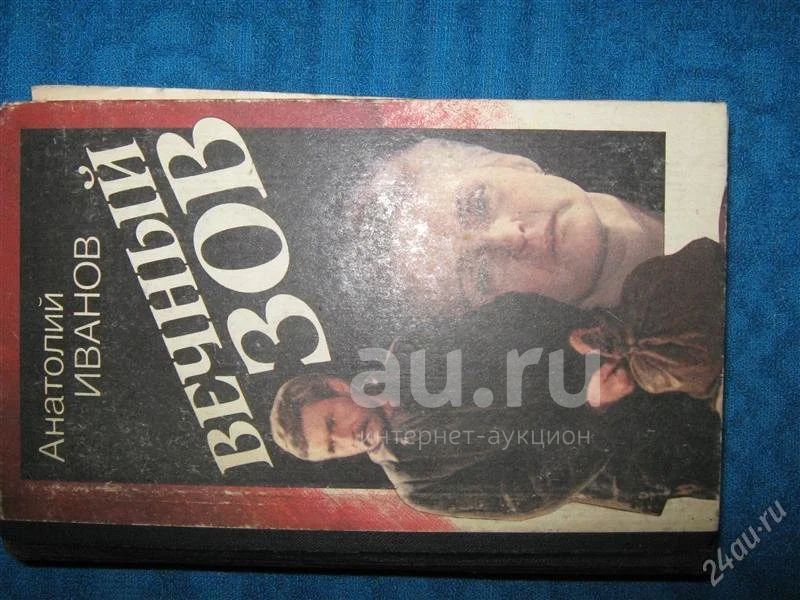 Анатолий
ИВАНОВ
ВЕЧНЫЙ
ЗОВ
au.ru
интернет-аукцион
24au.ru